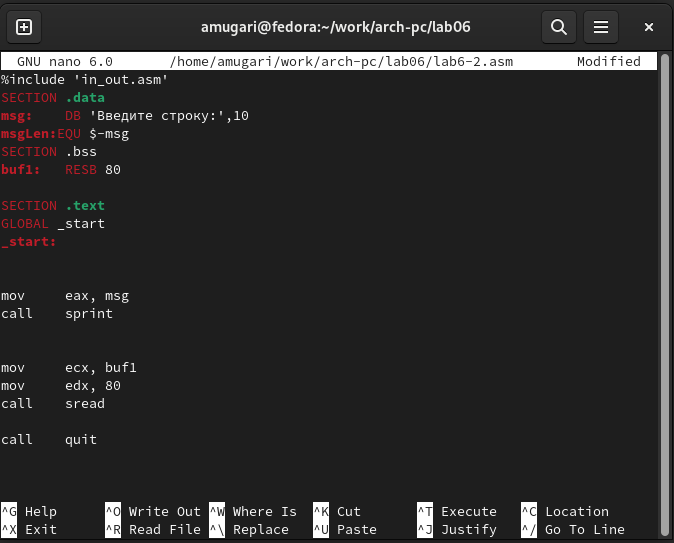 amugari@fedora:~/work/arch-pc/lab06
GNU nano 6.0 /home/amugari/work/arch-pc/lab06/lab6-2.asm Modified
%include 'in_out.asm'
SECTION .data
msg: DB 'Введите строку:',10
msgLen:EQU $-msg
SECTION .bss
buf1: RESB 80
SECTION .text
GLOBAL _start
_start:
mov eax, msg
call sprint
mov ecx, buf1
mov edx, 80
call sread
call quit
^G Help ^O Write Out ^W Where Is ^K Cut ^T Execute ^C Location
^X Exit ^R Read File ^\ Replace ^U Paste ^J Justify ^/ Go To Line